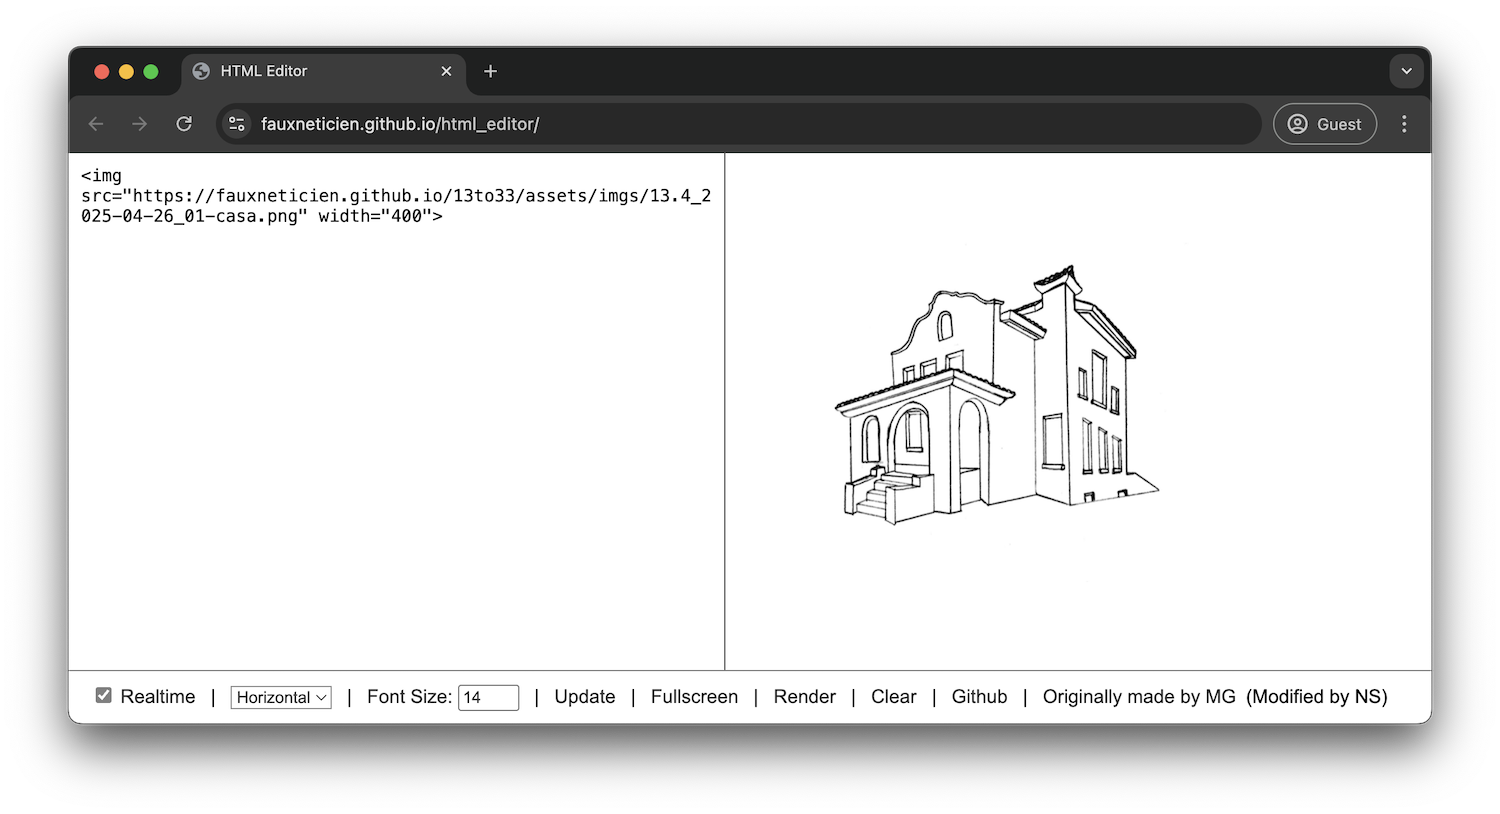 HTML Editor
fauxneticien.github.io/html_editor/
Guest
<img
src="https://fauxneticien.github.io/13to33/assets/imgs/13.4_2
025-04-26_01-casa.png" width="400">
Realtime | Horizontal | Font Size: 14 | Update | Fullscreen | Render | Clear | Github | Originally made by MG (Modified by NS)